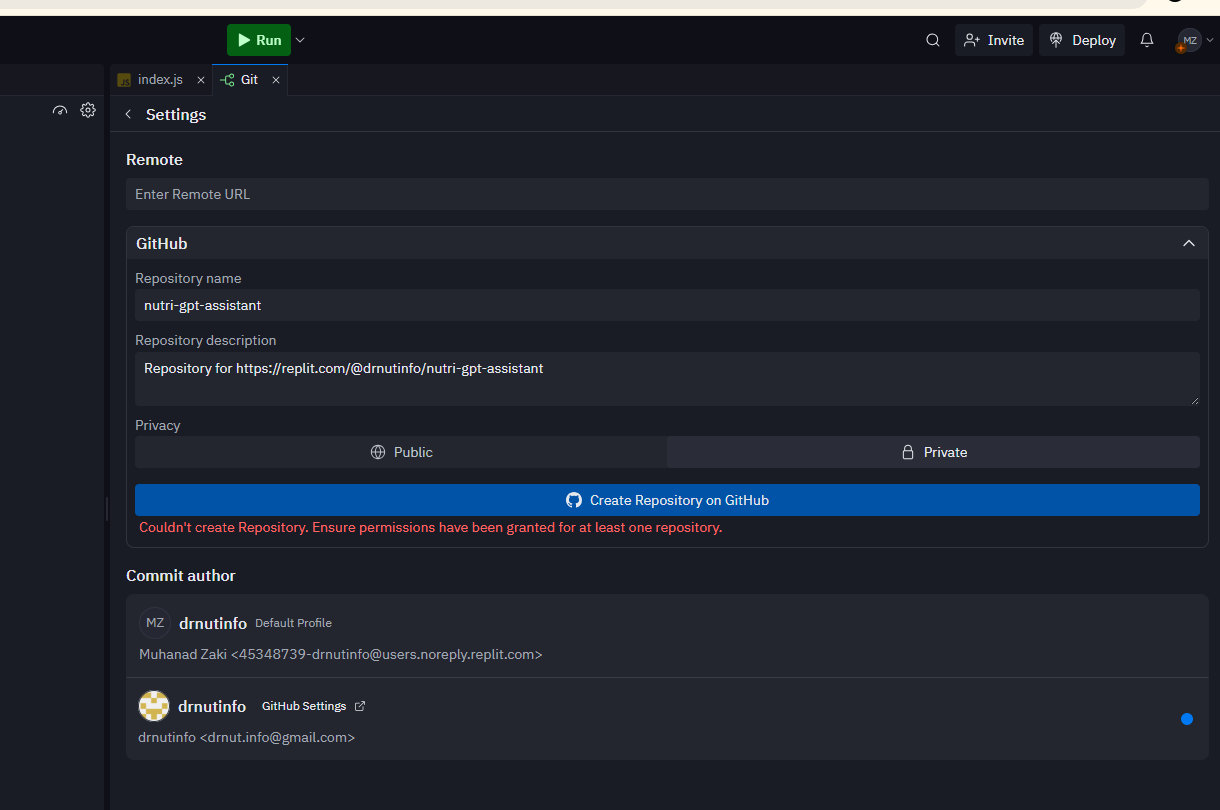 Run
Invite
Deploy
MZ
index.js
Git
Settings
Remote
Enter Remote URL
GitHub
Repository name
nutri-gpt-assistant
Repository description
Repository for https://replit.com/@drnutinfo/nutri-gpt-assistant
Privacy
Public
Private
Create Repository on GitHub
Couldn't create Repository. Ensure permissions have been granted for at least one repository.
Commit author
MZ drnutinfo Default Profile
Muhanad Zaki <45348739-drnutinfo@users.noreply.replit.com>
drnutinfo GitHub Settings
drnutinfo <drnut.info@gmail.com>